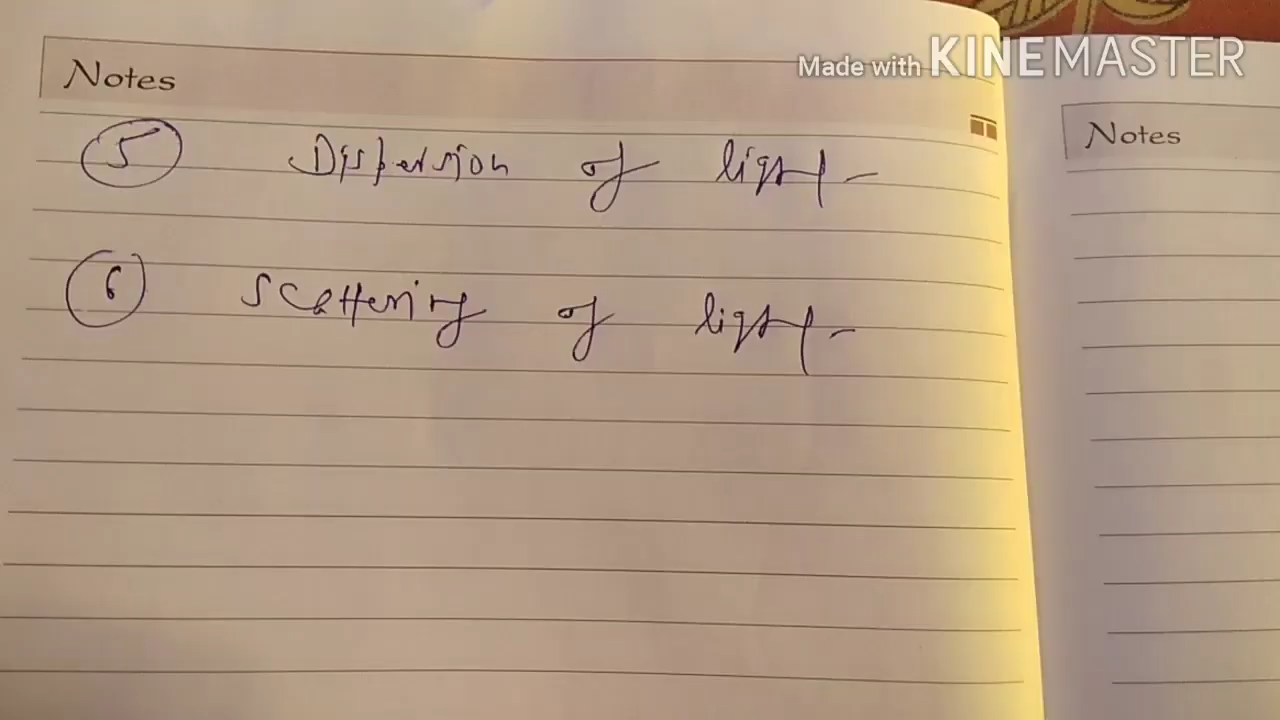 Made with KINEMASTER
Notes
Notes
5 Dispersion of light -
6 Scattering of light -